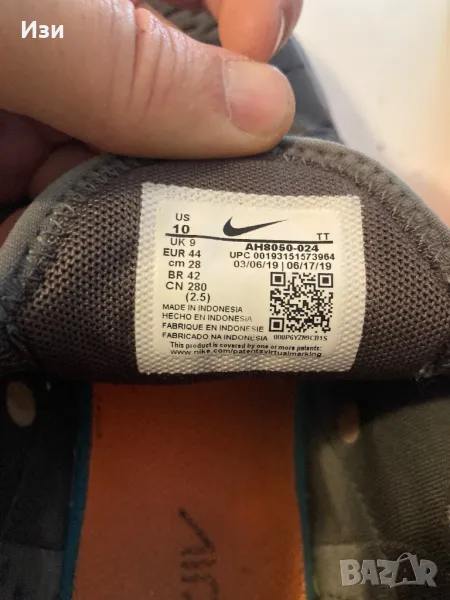 Изи
US
10
UK 9
EUR 44
cm 28
BR 42
CN 280
(2.5)
TT
AH8050-024
UPC 00193151573964
03/06/19 | 06/17/19
MADE IN INDONESIA
HECHO EN INDONESIA
FABRIQUE EN INDONESIE
FABRICADO NA INDONESIA
This product is covered by one or more patents:
www.nike.com/patentsvirtualmarking
BAZAR